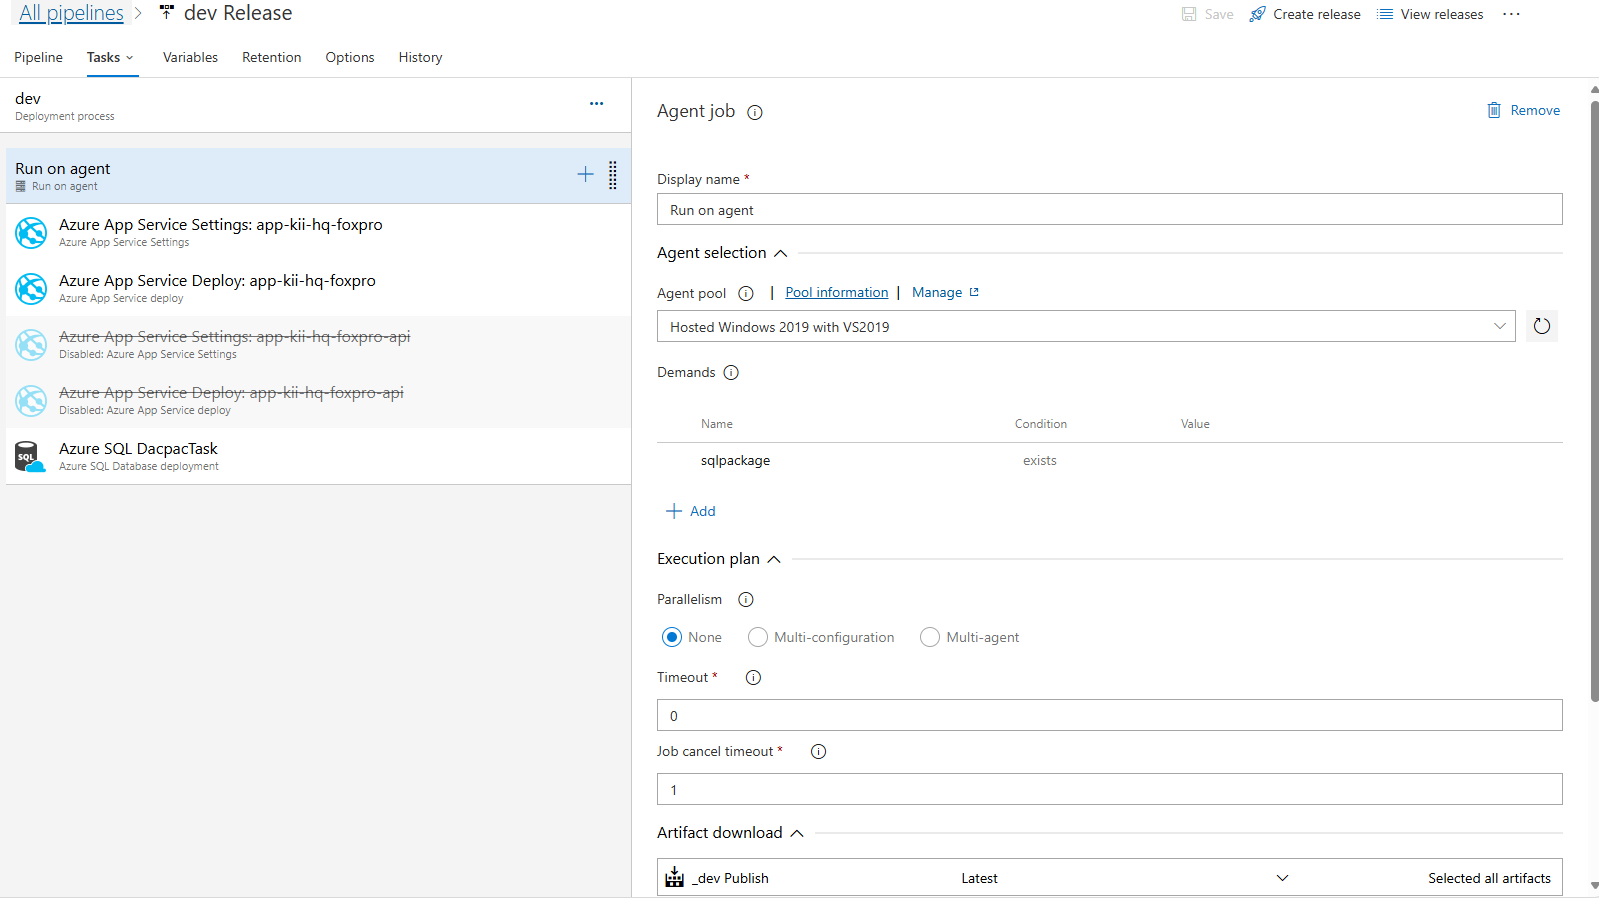 All pipelines > dev Release
Save Create release View releases ...
Pipeline Tasks Variables Retention Options History
dev
Deployment process
Run on agent
Run on agent
Azure App Service Settings: app-kii-hq-foxpro
Azure App Service Settings
Azure App Service Deploy: app-kii-hq-foxpro
Azure App Service deploy
Azure App Service Settings: app-kii-hq-foxpro-api
Disabled: Azure App Service Settings
Azure App Service Deploy: app-kii-hq-foxpro-api
Disabled: Azure App Service deploy
Azure SQL DacpacTask
SQL
Azure SQL Database deployment
Agent job
Remove
Display name *
Run on agent
Agent selection
Agent pool | Pool information | Manage
Hosted Windows 2019 with VS2019
Demands
Name Condition Value
sqlpackage exists
Add
Execution plan
Parallelism
None Multi-configuration Multi-agent
Timeout *
0
Job cancel timeout *
1
Artifact download
_dev Publish Latest Selected all artifacts